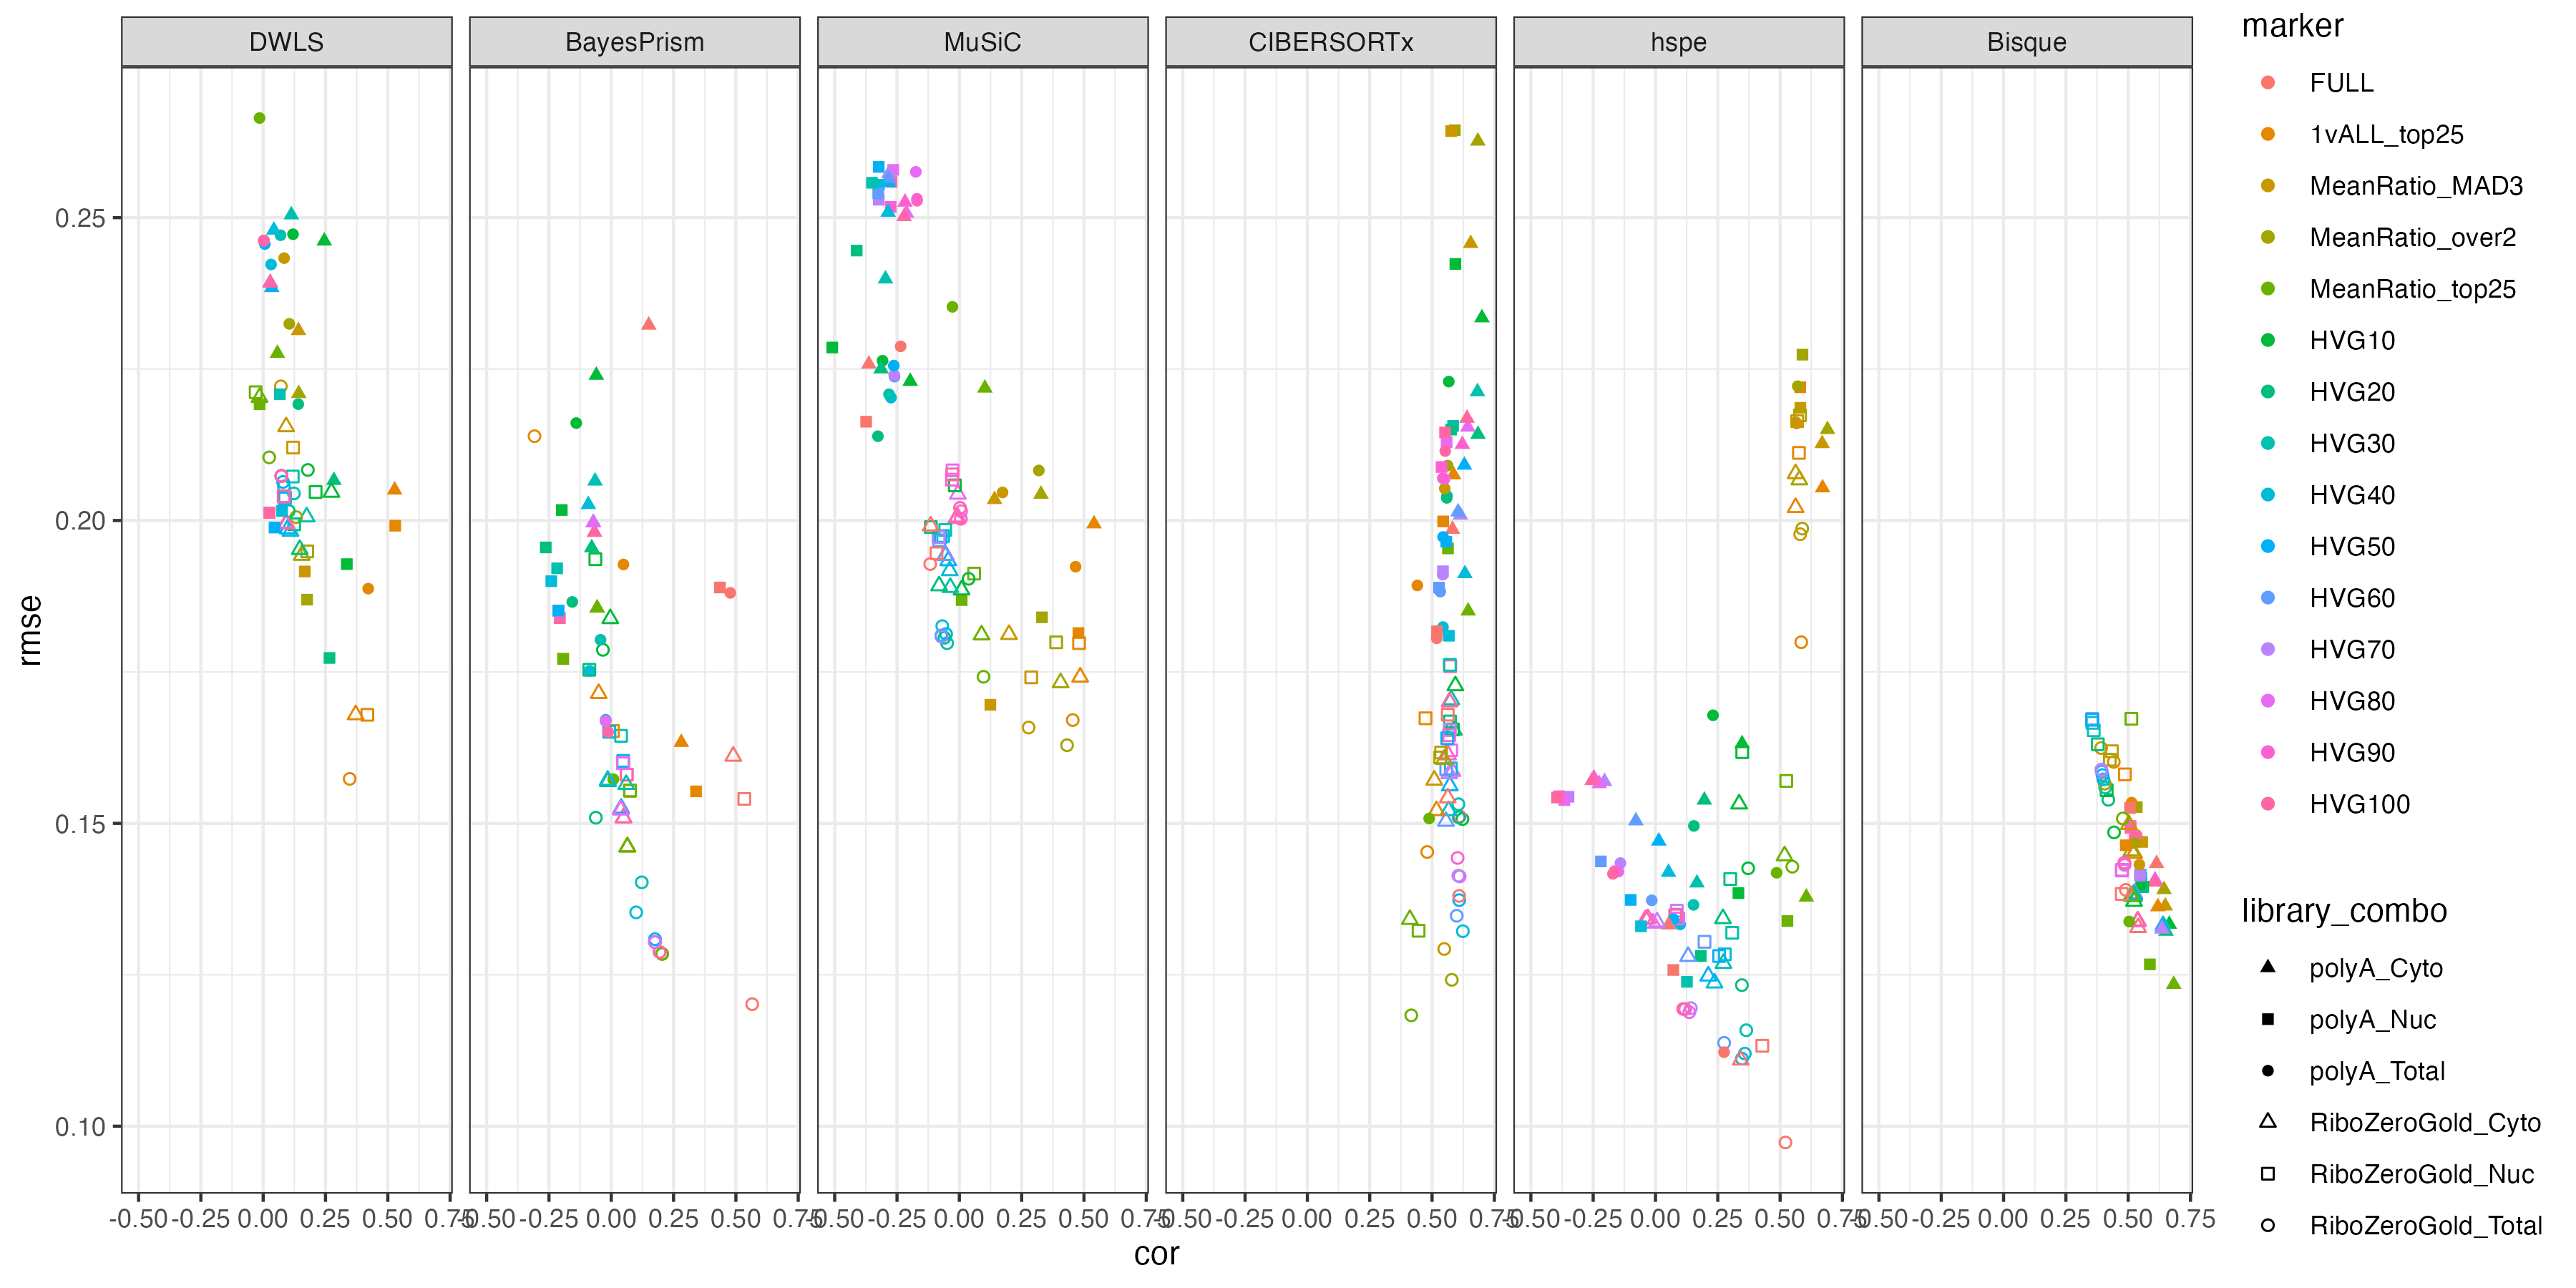 DWLS BayesPrism MuSiC CIBERSORTx hspe Bisque
rmse
0.25
0.20
0.15
0.10
-0.50 -0.25 0.00 0.25 0.50 0.75
-0.50 -0.25 0.00 0.25 0.50 0.75
-0.50 -0.25 0.00 0.25 0.50 0.75
-0.50 -0.25 0.00 0.25 0.50 0.75
-0.50 -0.25 0.00 0.25 0.50 0.75
-0.50 -0.25 0.00 0.25 0.50 0.75
cor
marker
FULL
1vALL_top25
MeanRatio_MAD3
MeanRatio_over2
MeanRatio_top25
HVG10
HVG20
HVG30
HVG40
HVG50
HVG60
HVG70
HVG80
HVG90
HVG100
library_combo
polyA_Cyto
polyA_Nuc
polyA_Total
RiboZeroGold_Cyto
RiboZeroGold_Nuc
RiboZeroGold_Total